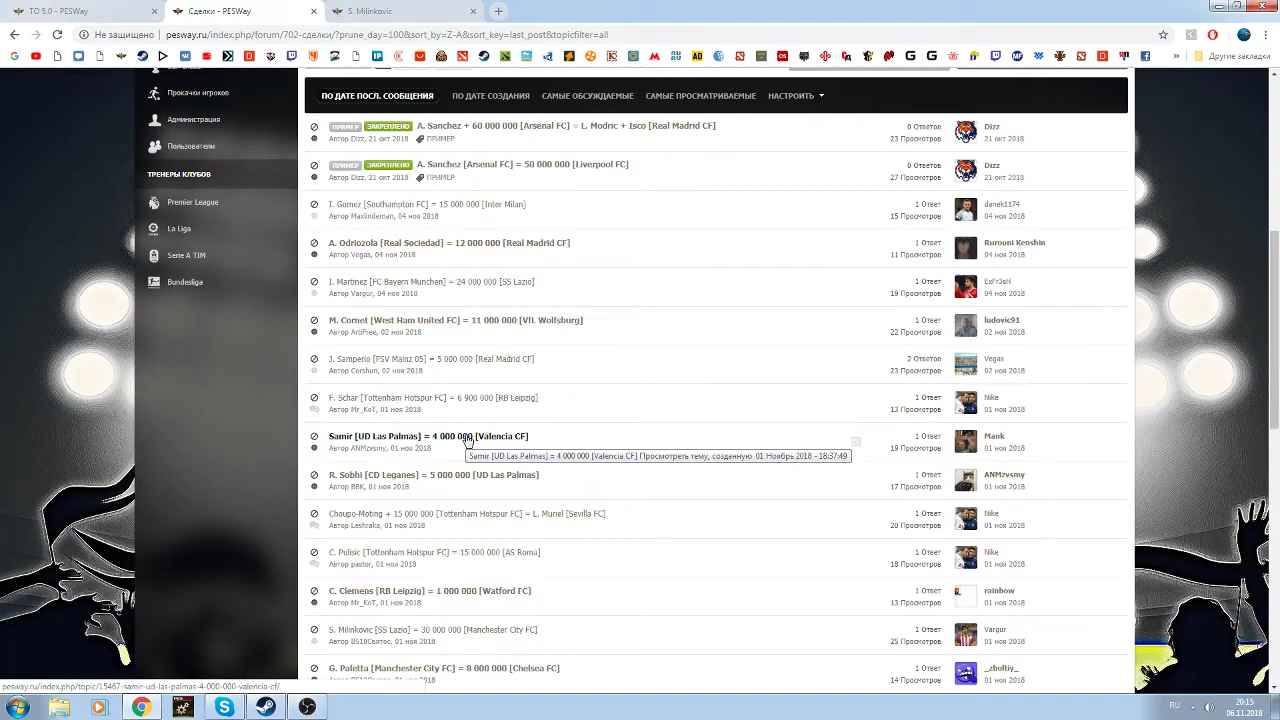 ТО 5.0 - PESWay
Сделки - PESWay
S. Milinkovic
Не защищено
pesway.ru/index.php/forum/702-сделки/?prune_day=100&sort_by=Z-A&sort_key=last_post&topicfilter=all
Другие закладки
ПО ДАТЕ ПОСЛ. СООБЩЕНИЯ
ПО ДАТЕ СОЗДАНИЯ
САМЫЕ ОБСУЖДАЕМЫЕ
САМЫЕ ПРОСМАТРИВАЕМЫЕ
НАСТРОИТЬ
Прокачки игроков
Администрация
Пользователи
ТРЕНЕРЫ КЛУБОВ
Premier League
La Liga
Serie A TIM
Bundesliga
ПРИМЕР ЗАКРЕПЛЕНО A. Sanchez + 60 000 000 [Arsenal FC] = L. Modric + Isco [Real Madrid CF]
0 Ответов
Dizz
Автор Dizz, 21 окт 2018 ПРИМЕР
23 Просмотров
21 окт 2018
ПРИМЕР ЗАКРЕПЛЕНО A. Sanchez [Arsenal FC] = 50 000 000 [Liverpool FC]
0 Ответов
Dizz
Автор Dizz, 21 окт 2018 ПРИМЕР
27 Просмотров
21 окт 2018
I. Gomez [Southampton FC] = 15 000 000 [Inter Milan]
1 Ответ
danek1174
Автор Maxlindeman, 04 ноя 2018
15 Просмотров
04 ноя 2018
A. Odriozola [Real Sociedad] = 12 000 000 [Real Madrid CF]
1 Ответ
Rurouni Kenshin
Автор Vegas, 04 ноя 2018
11 Просмотров
04 ноя 2018
I. Martinez [FC Bayern Munchen] = 24 000 000 [SS Lazio]
1 Ответ
ExFr3sH
Автор Vargur, 04 ноя 2018
19 Просмотров
04 ноя 2018
M. Cornet [West Ham United FC] = 11 000 000 [VfL Wolfsburg]
1 Ответ
ludovic91
Автор ArtiFree, 02 ноя 2018
22 Просмотров
02 ноя 2018
J. Samperio [FSV Mainz 05] = 5 000 000 [Real Madrid CF]
2 Ответов
Vegas
Автор Corshun, 02 ноя 2018
23 Просмотров
02 ноя 2018
F. Schar [Tottenham Hotspur FC] = 6 900 000 [RB Leipzig]
1 Ответ
Nike
Автор Mr_KoT, 01 ноя 2018
13 Просмотров
01 ноя 2018
Samir [UD Las Palmas] = 4 000 000 [Valencia CF]
1 Ответ
Mank
Автор ANMzvsmy, 01 ноя 2018
19 Просмотров
01 ноя 2018
Samir [UD Las Palmas] = 4 000 000 [Valencia CF] Просмотреть тему, созданную 01 Ноябрь 2018 - 18:37:49
R. Sobhi [CD Leganes] = 5 000 000 [UD Las Palmas]
1 Ответ
ANMzvsmy
Автор BBK, 01 ноя 2018
17 Просмотров
01 ноя 2018
Choupo-Moting + 15 000 000 [Tottenham Hotspur FC] = L. Muriel [Sevilla FC]
1 Ответ
Nike
Автор Leshraka, 01 ноя 2018
20 Просмотров
01 ноя 2018
C. Pulisic [Tottenham Hotspur FC] = 15 000 000 [AS Roma]
1 Ответ
Nike
Автор pastor, 01 ноя 2018
18 Просмотров
01 ноя 2018
C. Clemens [RB Leipzig] = 1 000 000 [Watford FC]
1 Ответ
rainbow
Автор Mr_KoT, 01 ноя 2018
13 Просмотров
01 ноя 2018
S. Milinkovic [SS Lazio] = 30 000 000 [Manchester City FC]
1 Ответ
Vargur
Автор BS10Святос, 01 ноя 2018
25 Просмотров
01 ноя 2018
G. Paletta [Manchester City FC] = 8 000 000 [Chelsea FC]
1 Ответ
_zholtiy_
14 Просмотров
01 ноя 2018
pesway.ru/index.php/topic/15467-samir-ud-las-palmas-4-000-000-valencia-cf/
RU
20:15
06.11.2018